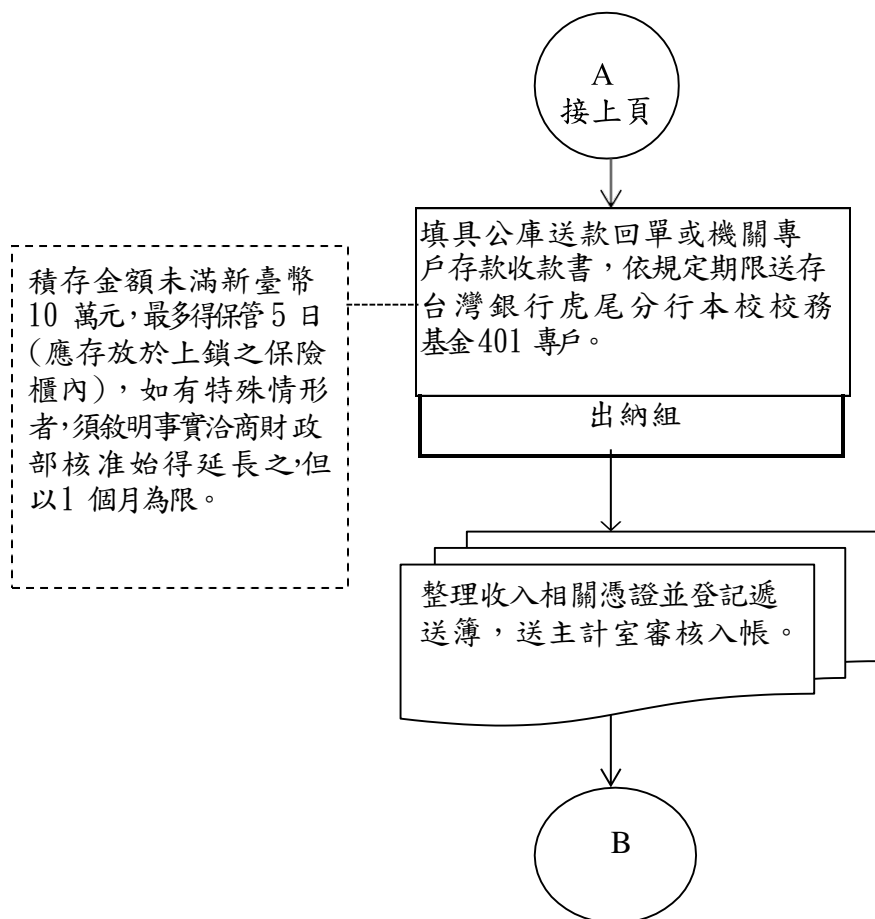 A
接上頁
填具公庫送款回單或機關專
戶存款收款書，依規定期限送存
台灣銀行虎尾分行本校校務
基金401 專戶。
出納組
積存金額未滿新臺幣
10 萬元，最多得保管 5 日
(應存放於上鎖之保險
櫃內)，如有特殊情形
者，須敘明事實洽商財政
部核准始得延長之，但
以1 個月為限。
整理收入相關憑證並登記遞
送簿，送主計室審核入帳。
B